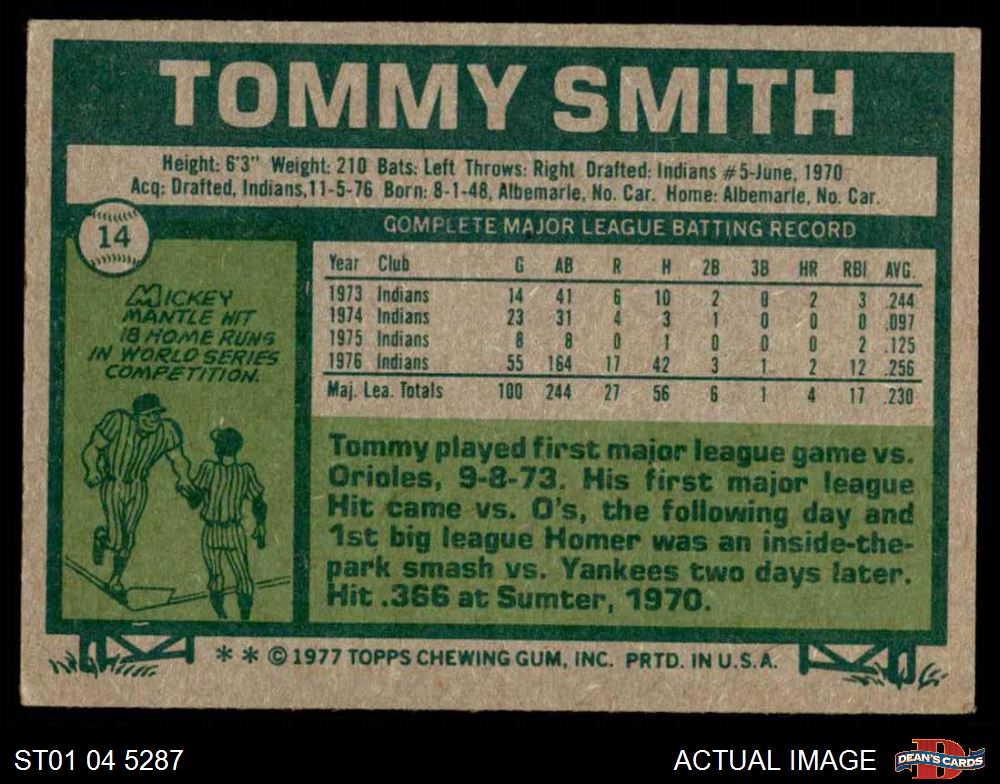 TOMMY SMITH
Height: 6'3" Weight: 210 Bats: Left Throws: Right Drafted: Indians #5-June, 1970
Acq: Drafted, Indians, 11-5-76 Born: 8-1-48, Albemarle, No. Car. Home: Albemarle, No. Car.
14
COMPLETE MAJOR LEAGUE BATTING RECORD
Year Club G AB R H 2B 3B HR RBI AVG.
1973 Indians 14 41 6 10 2 0 2 3 .244
1974 Indians 23 31 4 3 1 0 0 0 .097
1975 Indians 8 8 0 1 0 0 0 2 .125
1976 Indians 55 164 17 42 3 1 2 12 .256
Maj. Lea. Totals 100 244 27 56 6 1 4 17 .230
MICKEY
MANTLE HIT
18 HOME RUNS
IN WORLD SERIES
COMPETITION.
Tommy played first major league game vs.
Orioles, 9-8-73. His first major league
Hit came vs. O's, the following day and
1st big league Homer was an inside-the-
park smash vs. Yankees two days later.
Hit .366 at Sumter, 1970.
* * © 1977 TOPPS CHEWING GUM, INC. PRTD. IN U.S.A.
ST01 04 5287
ACTUAL IMAGE
D
DEAN'S CARDS